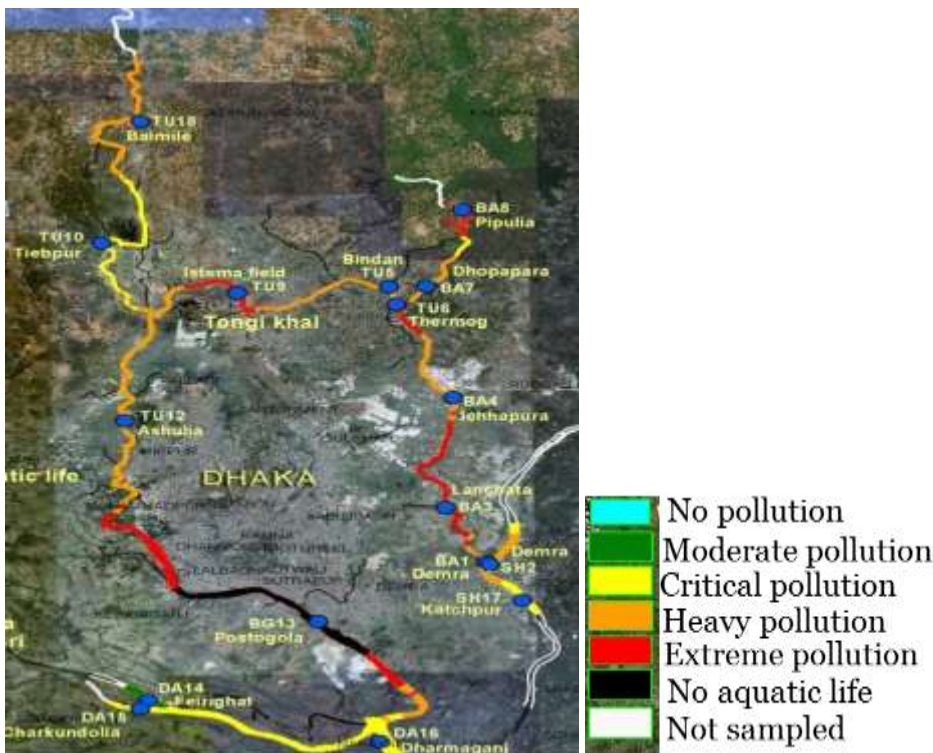 TU18
Baimile
BA8
Pipulia
TU10
Tiebpur
Bindan
TU5
Dhopapara
BA7
Istema field
TU9
TU6
Thermog
Tongi khal
BA4
TU12
Ashulia
atic life
DHAKA
Lanchata
BA3
BA1
Demra
Demra
SH2
SH17
Katchpur
BG13
Postogola
a
ri
DA14
Feirighat
DA15
Charkundolia
DA16
Dharmaganj
No pollution
Moderate pollution
Critical pollution
Heavy pollution
Extreme pollution
No aquatic life
Not sampled